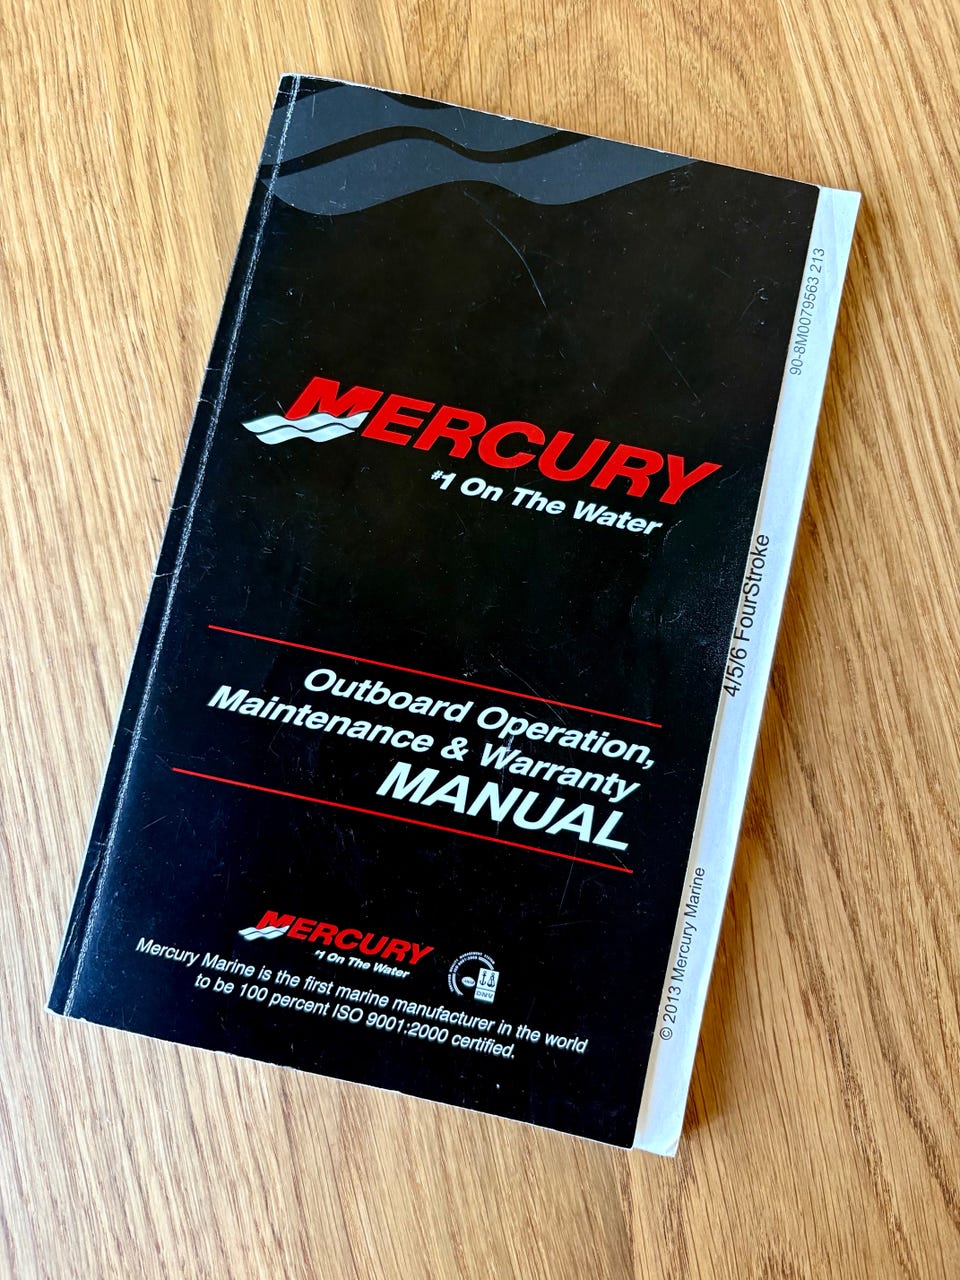 MERCURY
#1 On The Water
Outboard Operation,
Maintenance & Warranty
MANUAL
MERCURY
#1 On The Water
DNV
Mercury Marine is the first marine manufacturer in the world
to be 100 percent ISO 9001:2000 certified.
90-8M0079563 213
4/5/6 FourStroke
© 2013 Mercury Marine